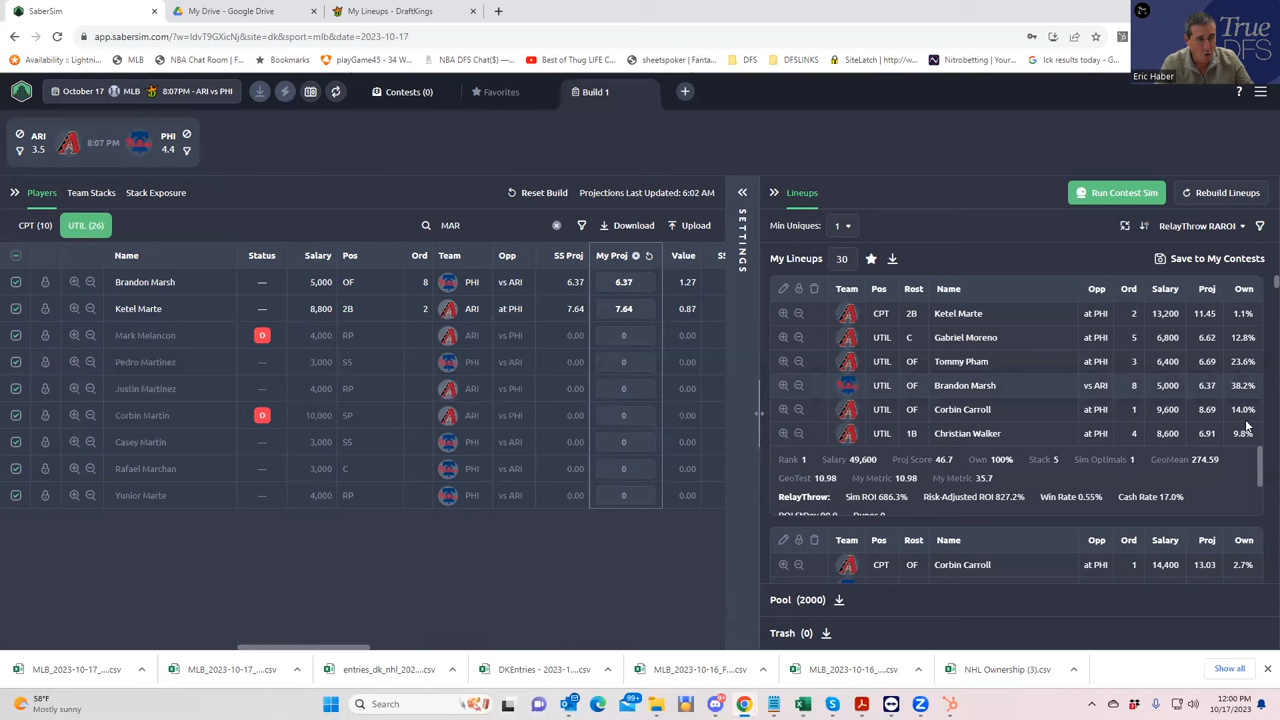 SaberSim
My Drive - Google Drive
My Lineups - DraftKings
app.sabersim.com/?w=ldvT9GXicNj&site=dk&sport=mlb&date=2023-10-17
Availability :: Lightni...
MLB
NBA Chat Room | F...
playGame45 - 34 W...
NBA DFS Chat($) —...
Best of Thug LIFE C...
sheetspoker | Fanta...
DFS
DFSLINKS
SiteLatch | http://w...
Nitrobetting | Your...
lck results today - G...
Eric Haber
True
DFS
October 17
MLB
8:07PM - ARI vs PHI
Contests (0)
Favorites
Build 1
ARI
3.5
8:07 PM
PHI
4.4
Players
Team Stacks
Stack Exposure
Reset Build
Projections Last Updated: 6:02 AM
CPT (10)
UTIL (26)
MAR
Download
Upload
Name Status Salary Pos Ord Team Opp SS Proj My Proj Value
Brandon Marsh — 5,000 OF 8 PHI vs ARI 6.37 6.37 1.27
Ketel Marte — 8,800 2B 2 ARI at PHI 7.64 7.64 0.87
Mark Melancon O 4,000 RP ARI at PHI 0.00 0 0.00
Pedro Martinez — 3,000 SS PHI vs ARI 0.00 0 0.00
Justin Martinez — 4,000 RP ARI at PHI 0.00 0 0.00
Corbin Martin O 10,000 SP ARI at PHI 0.00 0 0.00
Casey Martin — 3,000 SS PHI vs ARI 0.00 0 0.00
Rafael Marchan — 3,000 C PHI vs ARI 0.00 0 0.00
Yunior Marte — 4,000 RP PHI vs ARI 0.00 0 0.00
SETTINGS
Lineups
Run Contest Sim
Rebuild Lineups
Min Uniques: 1
RelayThrow RAROI
My Lineups 30
Save to My Contests
Team Pos Rost Name Opp Ord Salary Proj Own
CPT 2B Ketel Marte at PHI 2 13,200 11.45 1.1%
UTIL C Gabriel Moreno at PHI 5 6,800 6.62 12.8%
UTIL OF Tommy Pham at PHI 3 6,400 6.69 23.6%
UTIL OF Brandon Marsh vs ARI 8 5,000 6.37 38.2%
UTIL OF Corbin Carroll at PHI 1 9,600 8.69 14.0%
UTIL 1B Christian Walker at PHI 4 8,600 6.91 9.8%
Rank 1 Salary 49,600 Proj Score 46.7 Own 100% Stack 5 Sim Optimals 1 GeoMean 274.59
GeoTest 10.98 My Metric 10.98 My Metric 35.7
RelayThrow: Sim ROI 686.3% Risk-Adjusted ROI 827.2% Win Rate 0.55% Cash Rate 17.0%
Team Pos Rost Name Opp Ord Salary Proj Own
CPT OF Corbin Carroll at PHI 1 14,400 13.03 2.7%
Pool (2000)
Trash (0)
MLB_2023-10-17_....csv
MLB_2023-10-17_....csv
entries_dk_nhl_202....csv
DKEntries - 2023-1....csv
MLB_2023-10-16_F....csv
MLB_2023-10-16_....csv
NHL Ownership (3).csv
Show all
58°F
Mostly sunny
Search
99+
12:00 PM
10/17/2023